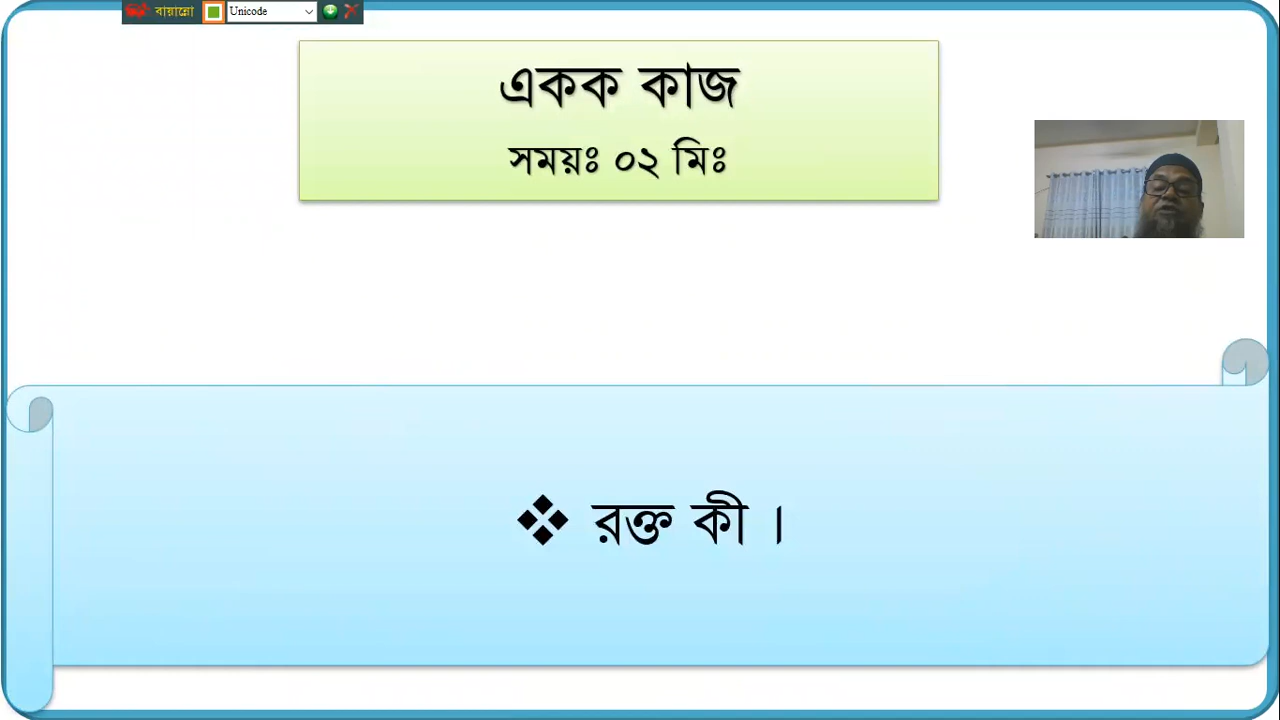 বায়ান্নো Unicode
একক কাজ
সময়ঃ ০২ মিঃ
❖ রক্ত কী ।